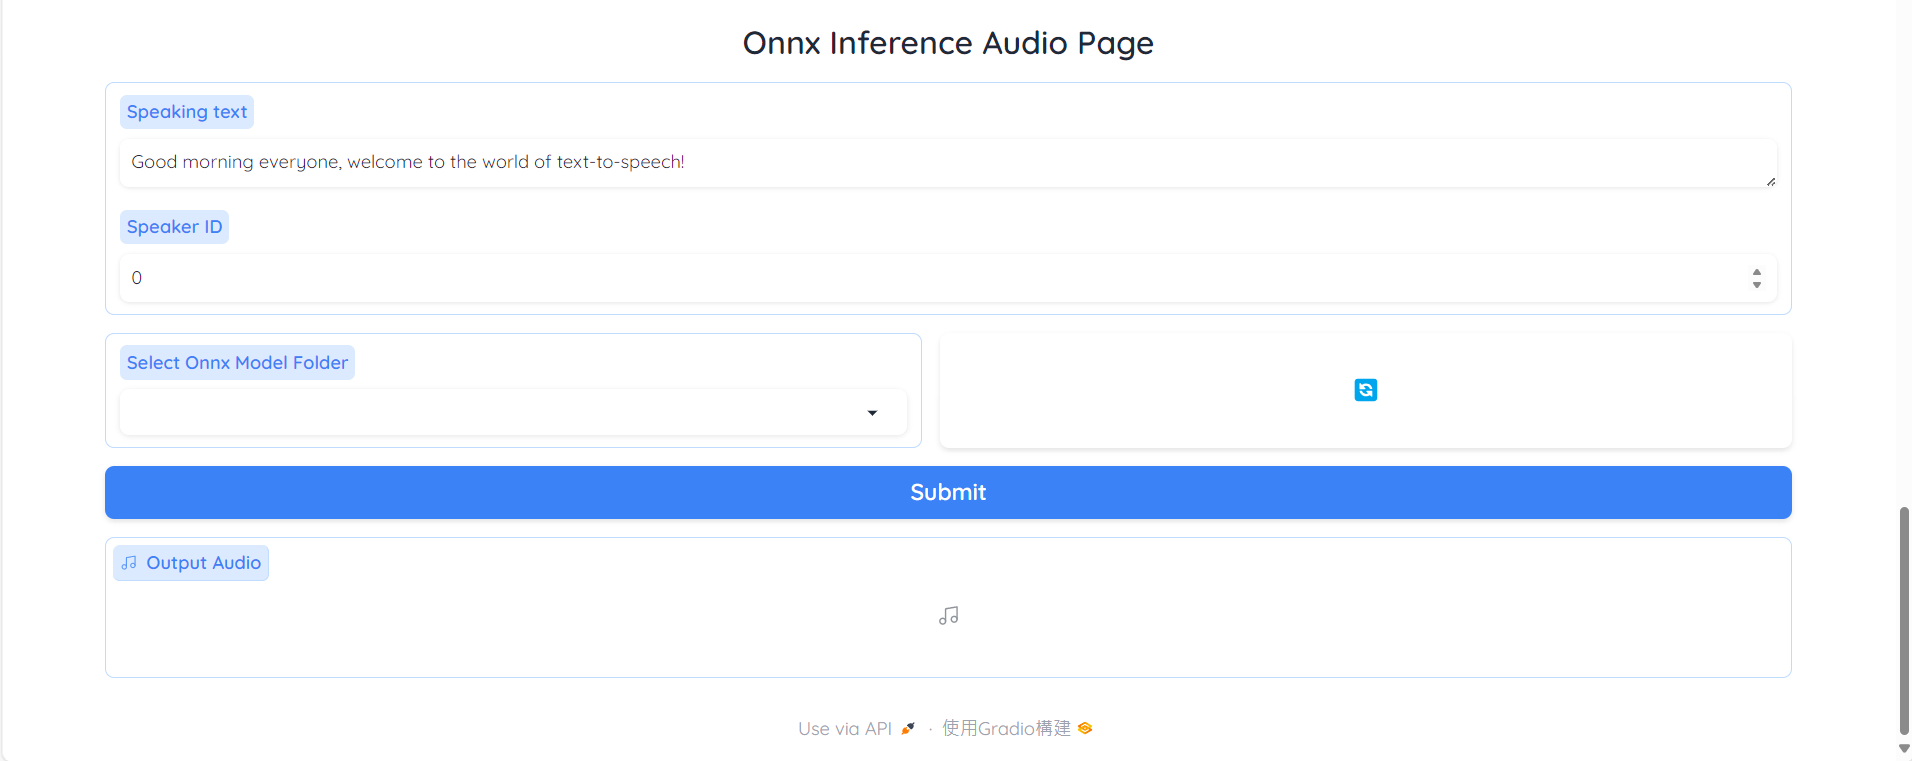 Onnx Inference Audio Page
Speaking text
Good morning everyone, welcome to the world of text-to-speech!
Speaker ID
0
Select Onnx Model Folder
Submit
Output Audio
Use via API · 使用Gradio構建